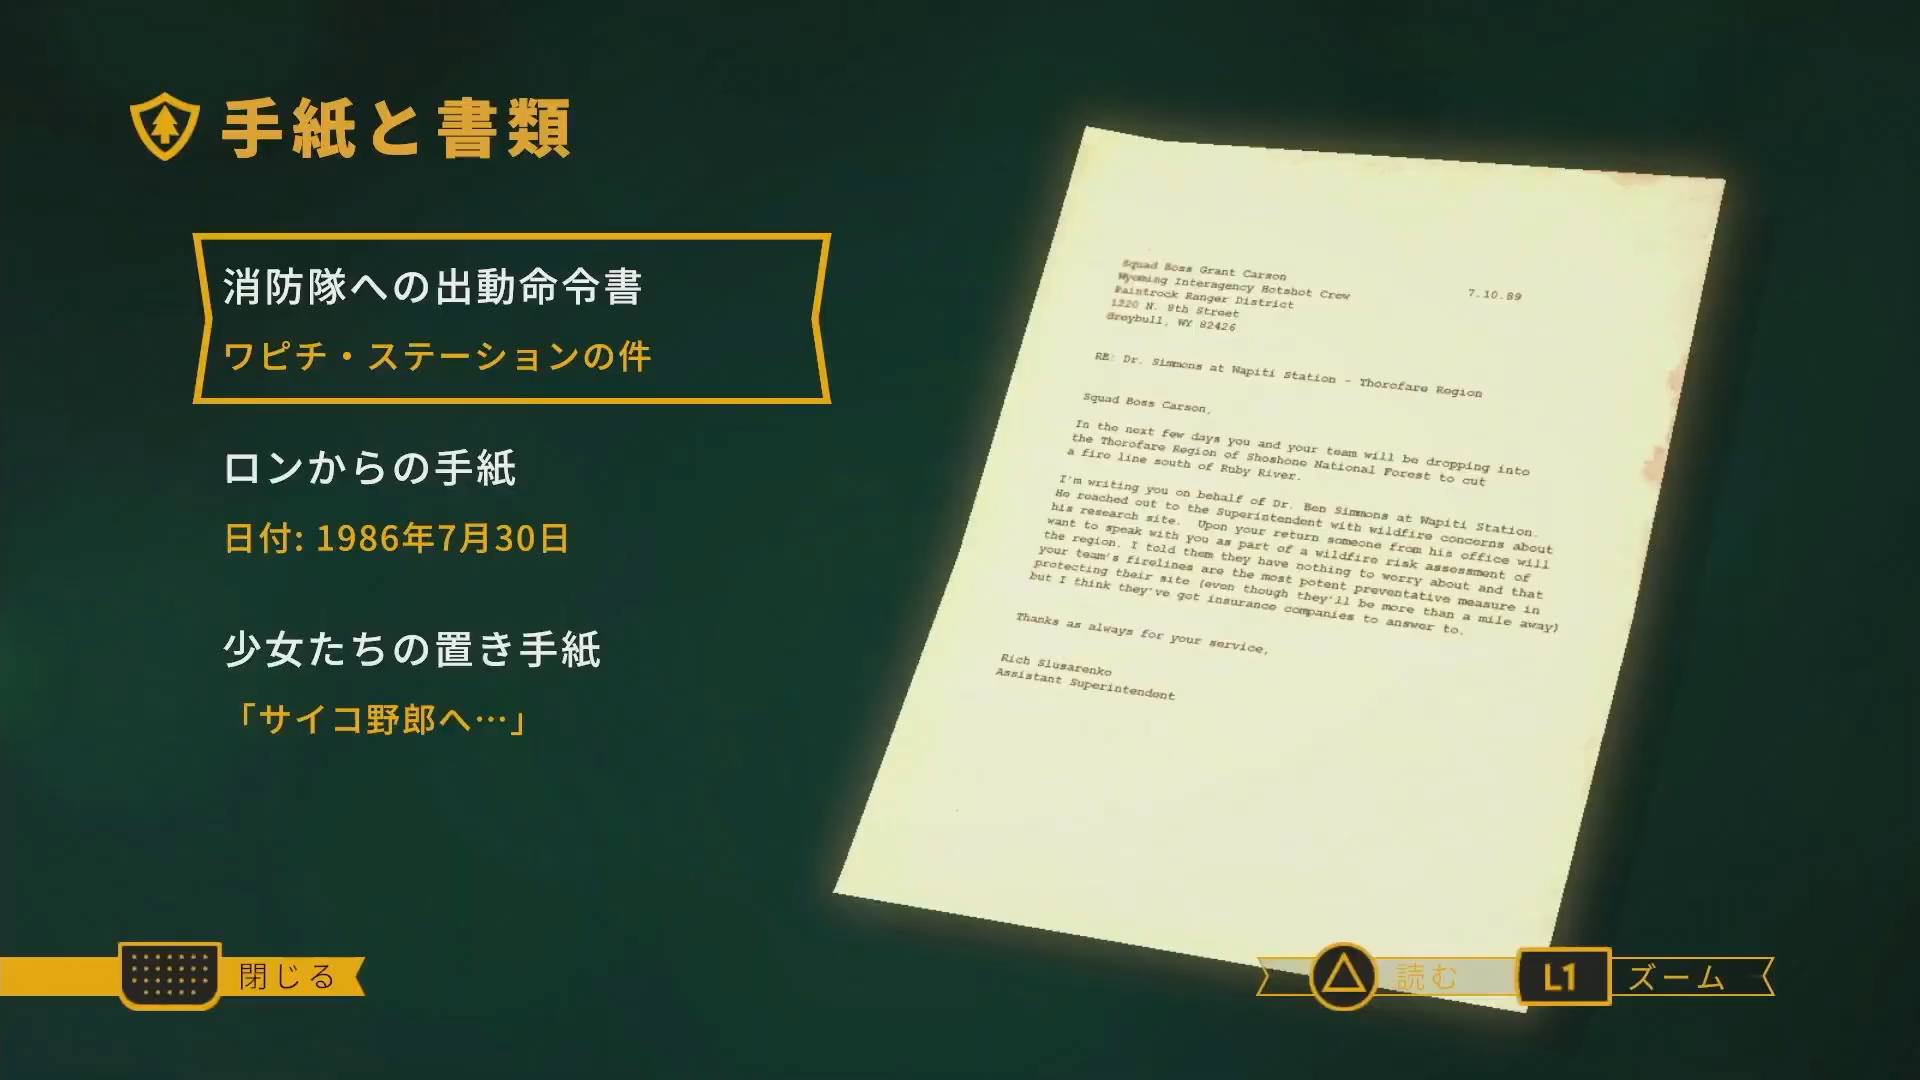 手紙と書類
消防隊への出動命令書
ワピチ・ステーションの件
ロンからの手紙
日付: 1986年7月30日
少女たちの置き手紙
「サイコ野郎へ…」
Squad Boss Grant Carson
Wyoming Interagency Hotshot Crew
Paintrock Ranger District
1220 N. 8th Street
Greybull, WY 82426
7.10.89
RE: Dr. Simmons at Wapiti Station - Thorofare Region
Squad Boss Carson,
In the next few days you and your team will be dropping into
the Thorofare Region of Shoshone National Forest to cut
a fire line south of Ruby River.
I'm writing you on behalf of Dr. Ben Simmons at Wapiti Station.
He reached out to the Superintendent with wildfire concerns about
his research site. Upon your return someone from his office will
want to speak with you as part of a wildfire risk assessment of
the region. I told them they have nothing to worry about and that
your team's firelines are the most potent preventative measure in
protecting their site (even though they'll be more than a mile away)
but I think they've got insurance companies to answer to.
Thanks as always for your service,
Rich Slusarenko
Assistant Superintendent
閉じる
読む
L1
ズーム